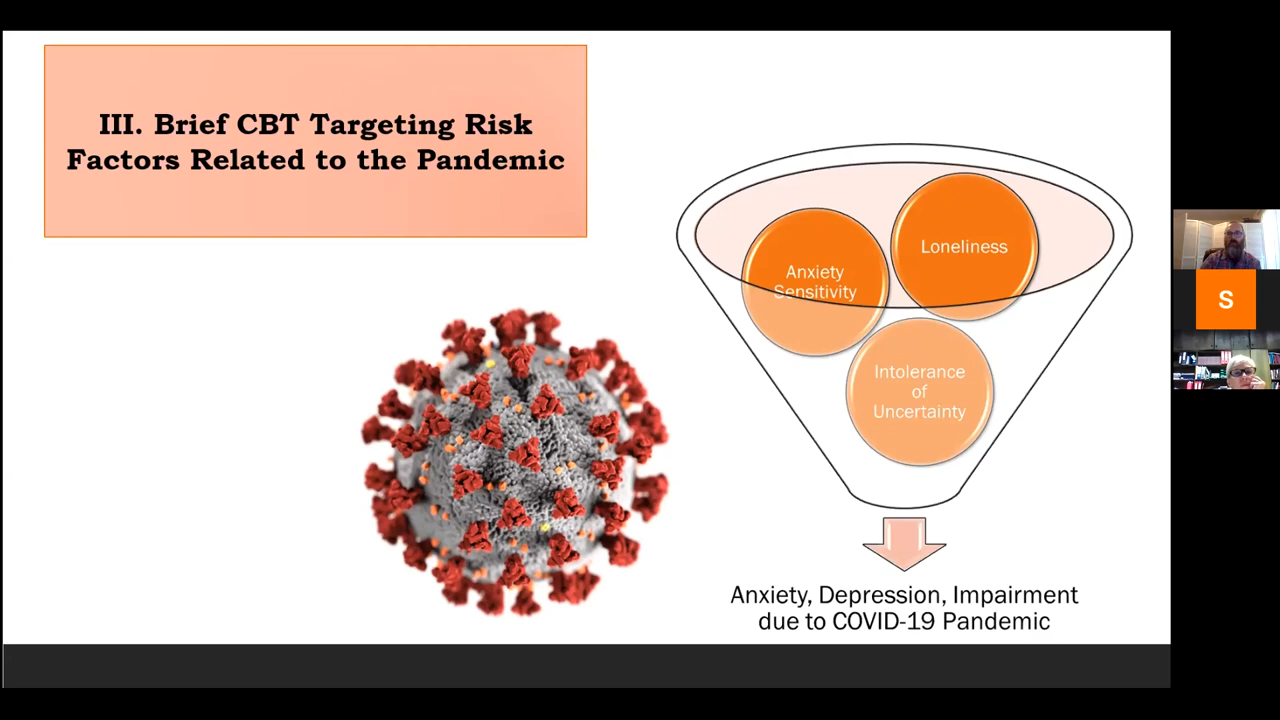 III. Brief CBT Targeting Risk
Factors Related to the Pandemic
Loneliness
Anxiety
Sensitivity
Intolerance
of
Uncertainty
Anxiety, Depression, Impairment
due to COVID-19 Pandemic
S